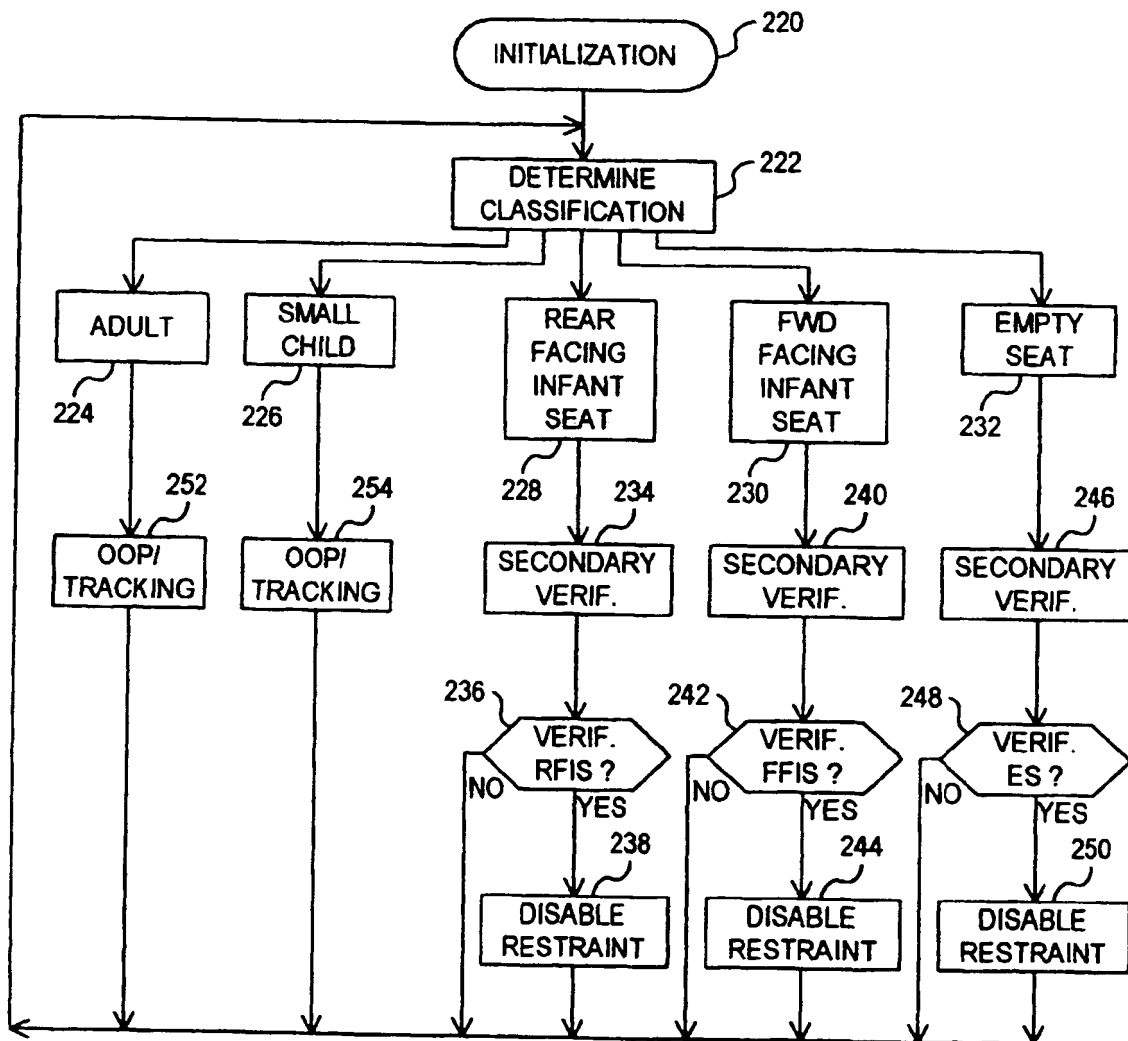 INITIALIZATION
220
DETERMINE
CLASSIFICATION
222
ADULT
224
SMALL
CHILD
226
REAR
FACING
INFANT
SEAT
228
FWD
FACING
INFANT
SEAT
230
EMPTY
SEAT
232
252
OOP/
TRACKING
254
OOP/
TRACKING
234
SECONDARY
VERIF.
240
SECONDARY
VERIF.
246
SECONDARY
VERIF.
236
VERIF.
RFIS ?
NO
YES
242
VERIF.
FFIS ?
NO
YES
248
VERIF.
ES ?
NO
YES
238
DISABLE
RESTRAINT
244
DISABLE
RESTRAINT
250
DISABLE
RESTRAINT